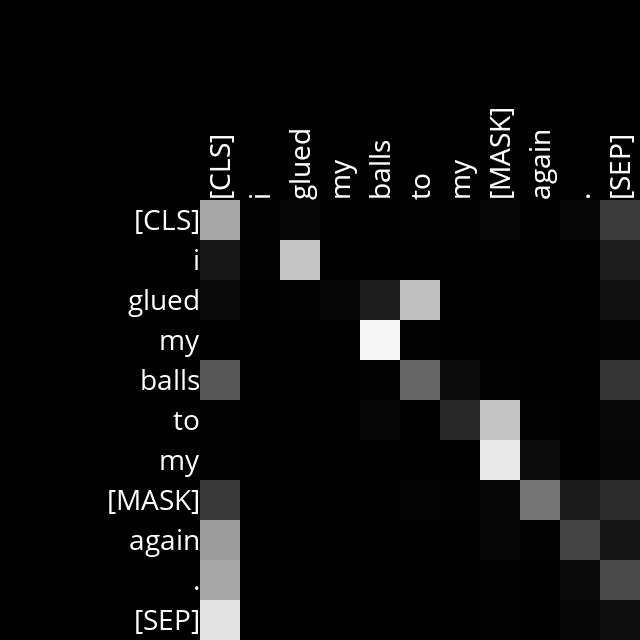 [CLS] i glued my balls to my [MASK] again . [SEP]
[CLS]
i
glued
my
balls
to
my
[MASK]
again
.
[SEP]